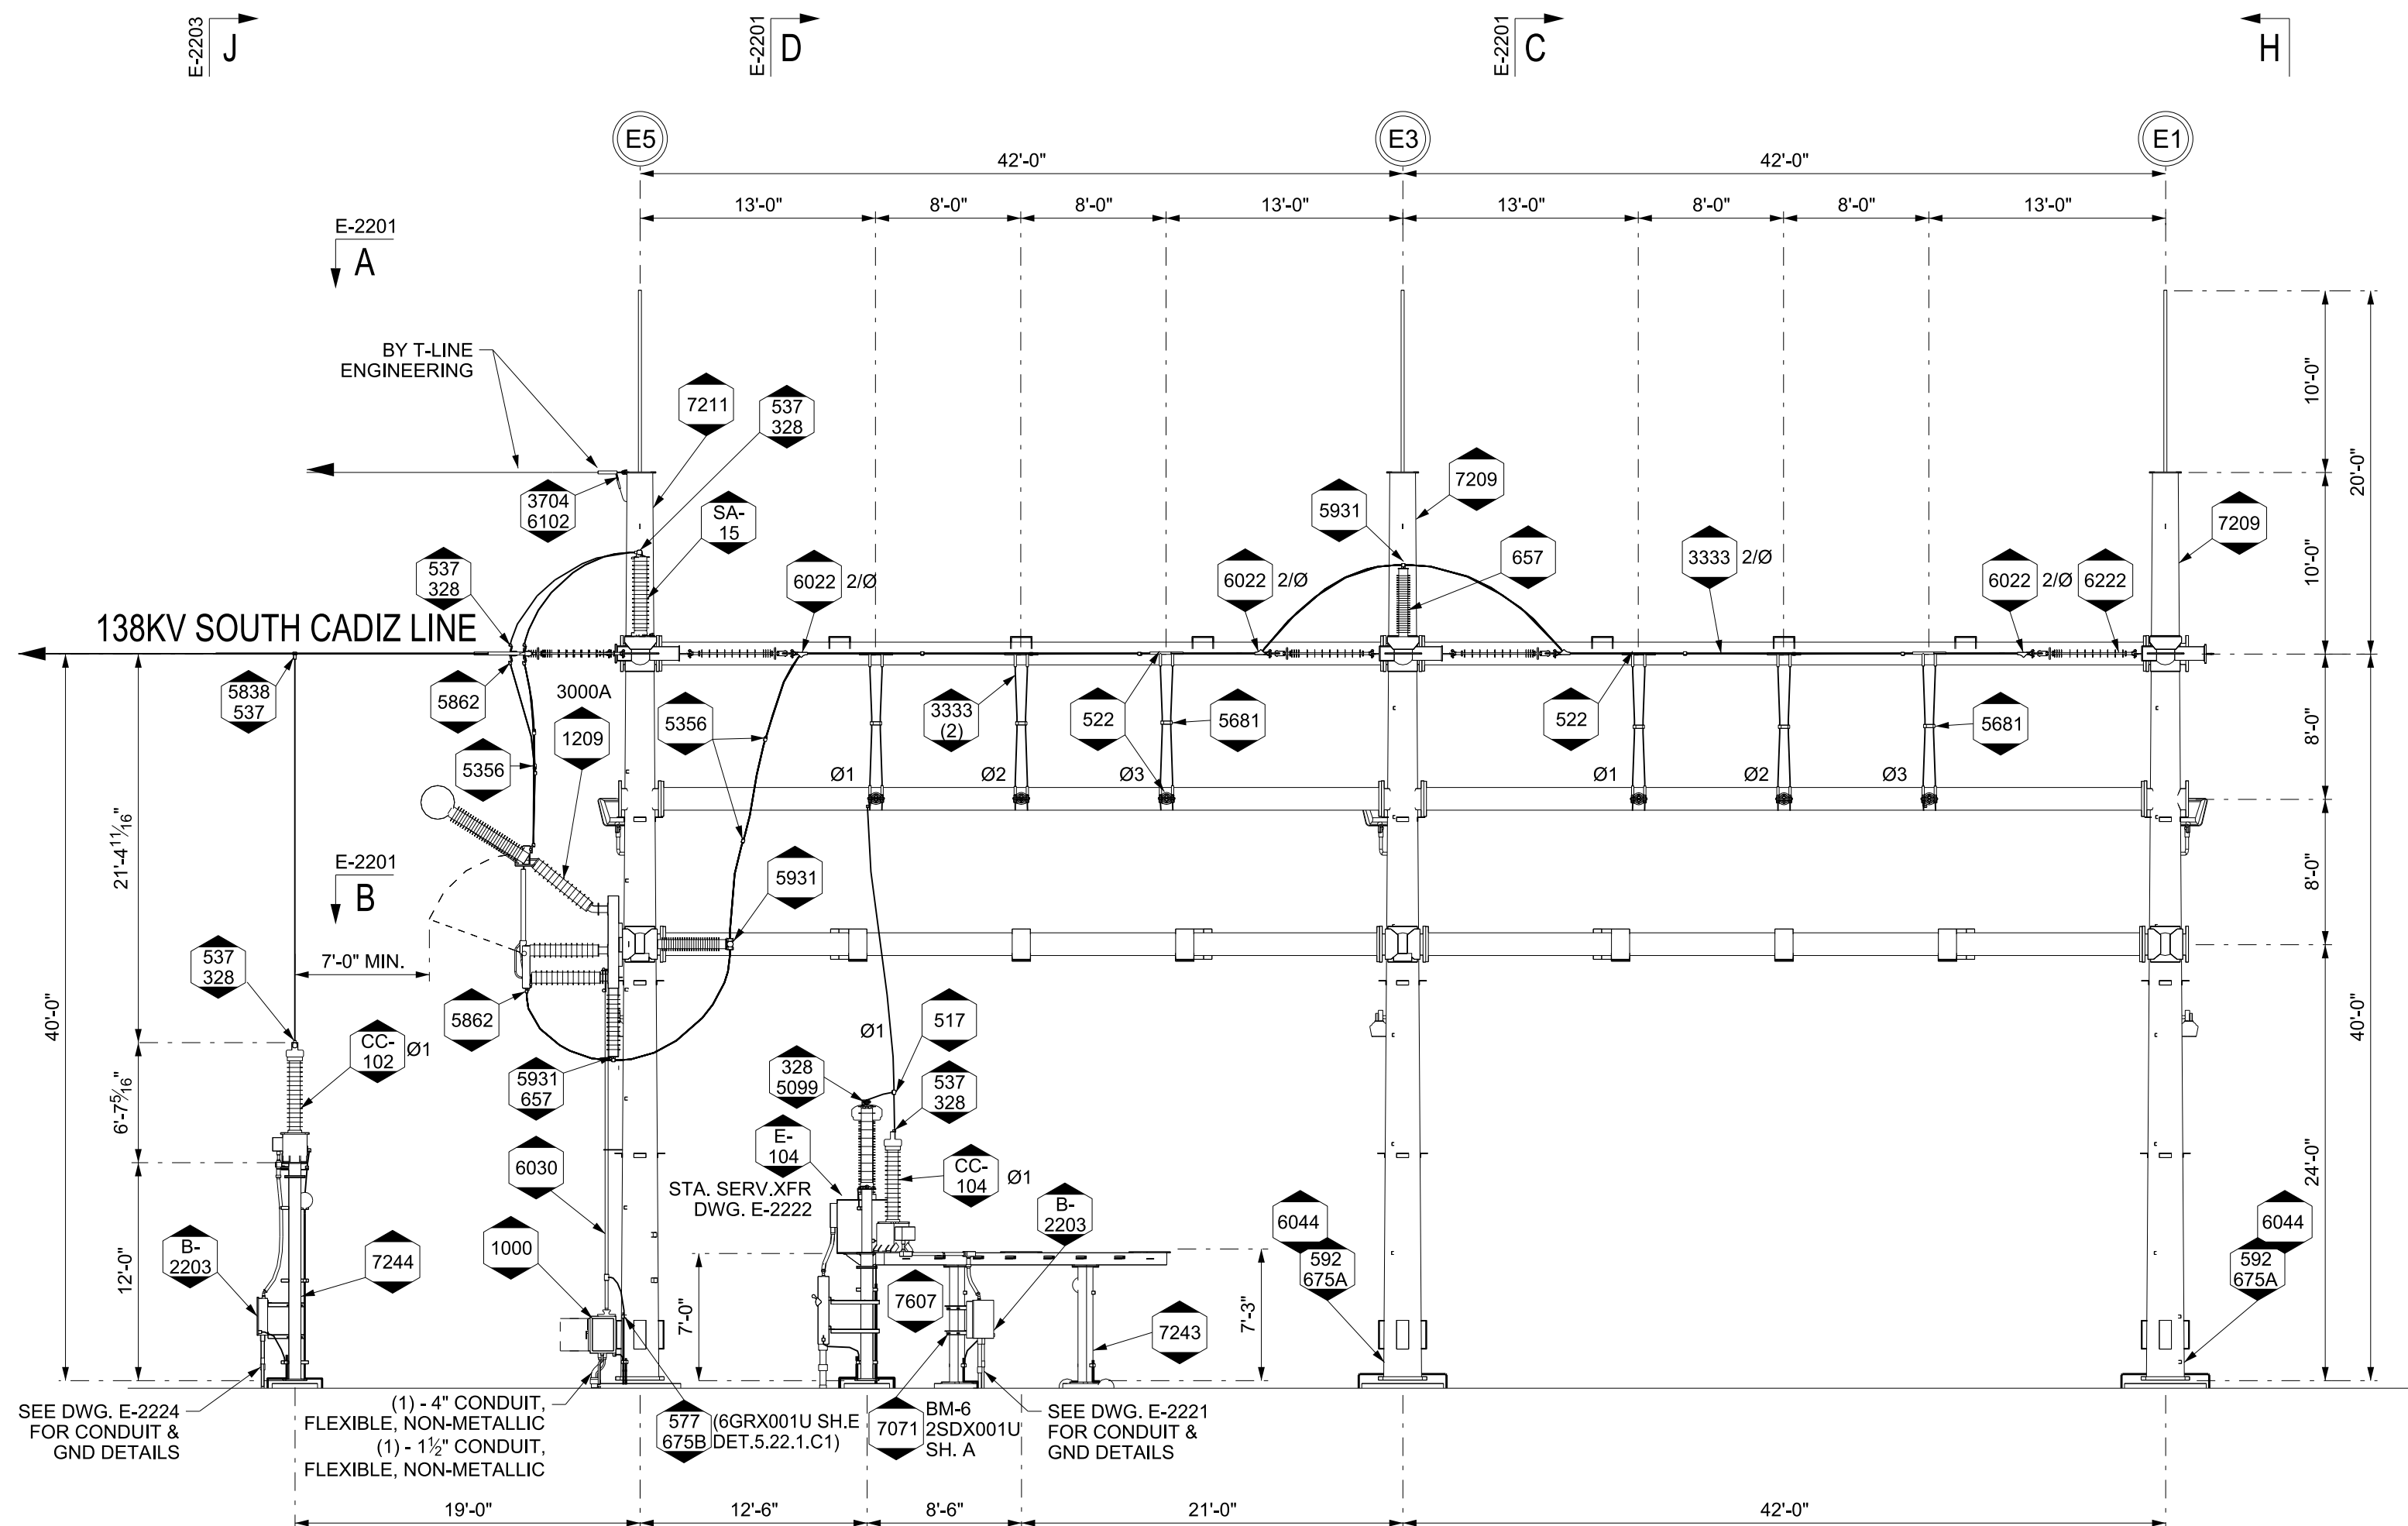 E-2203
J
E-2201
D
E-2201
C
H
E5
E3
E1
42'-0"
42'-0"
13'-0"
8'-0"
8'-0"
13'-0"
13'-0"
8'-0"
8'-0"
13'-0"
E-2201
A
BY T-LINE
ENGINEERING
7211
537
328
3704
6102
SA-
15
10'-0"
20'-0"
10'-0"
7209
5931
657
7209
537
328
6022 2/Ø
6022 2/Ø
3333 2/Ø
6022 2/Ø
6222
138KV SOUTH CADIZ LINE
5838
537
5862
3000A
1209
5356
5356
3333
(2)
522
5681
522
5681
8'-0"
Ø1
Ø2
Ø3
Ø1
Ø2
Ø3
21'-4 11/16"
E-2201
B
5931
8'-0"
537
328
7'-0" MIN.
5862
40'-0"
CC-
102
Ø1
6'-7 5/16"
5931
657
Ø1
517
328
5099
537
328
40'-0"
E-
104
6030
STA. SERV.XFR
DWG. E-2222
CC-
104
Ø1
24'-0"
B-
2203
6044
592
675A
6044
592
675A
12'-0"
B-
2203
7244
1000
7'-0"
7607
7243
7'-3"
SEE DWG. E-2224
FOR CONDUIT &
GND DETAILS
(1) - 4" CONDUIT,
FLEXIBLE, NON-METALLIC
(1) - 1½" CONDUIT,
FLEXIBLE, NON-METALLIC
577
675B
(6GRX001U SH.E
DET.5.22.1.C1)
7071
BM-6
2SDX001U
SH. A
SEE DWG. E-2221
FOR CONDUIT &
GND DETAILS
19'-0"
12'-6"
8'-6"
21'-0"
42'-0"